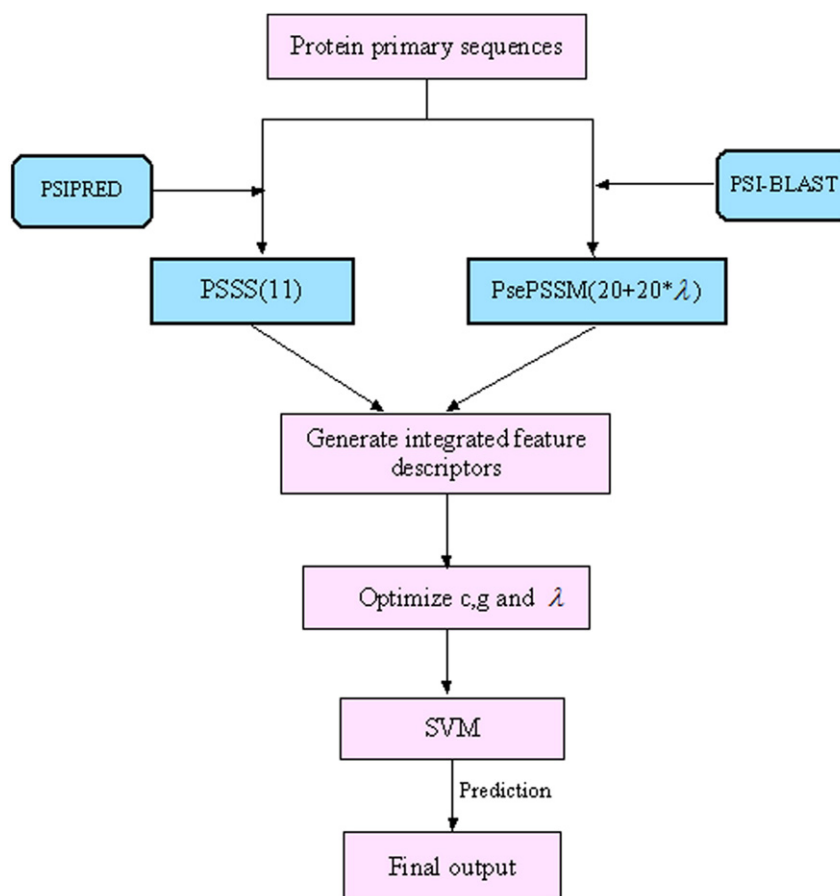 Protein primary sequences
PSIPRED
PSI-BLAST
PSSS(11)
PsePSSM(20+20*λ)
Generate integrated feature
descriptors
Optimize c,g and λ
SVM
Prediction
Final output